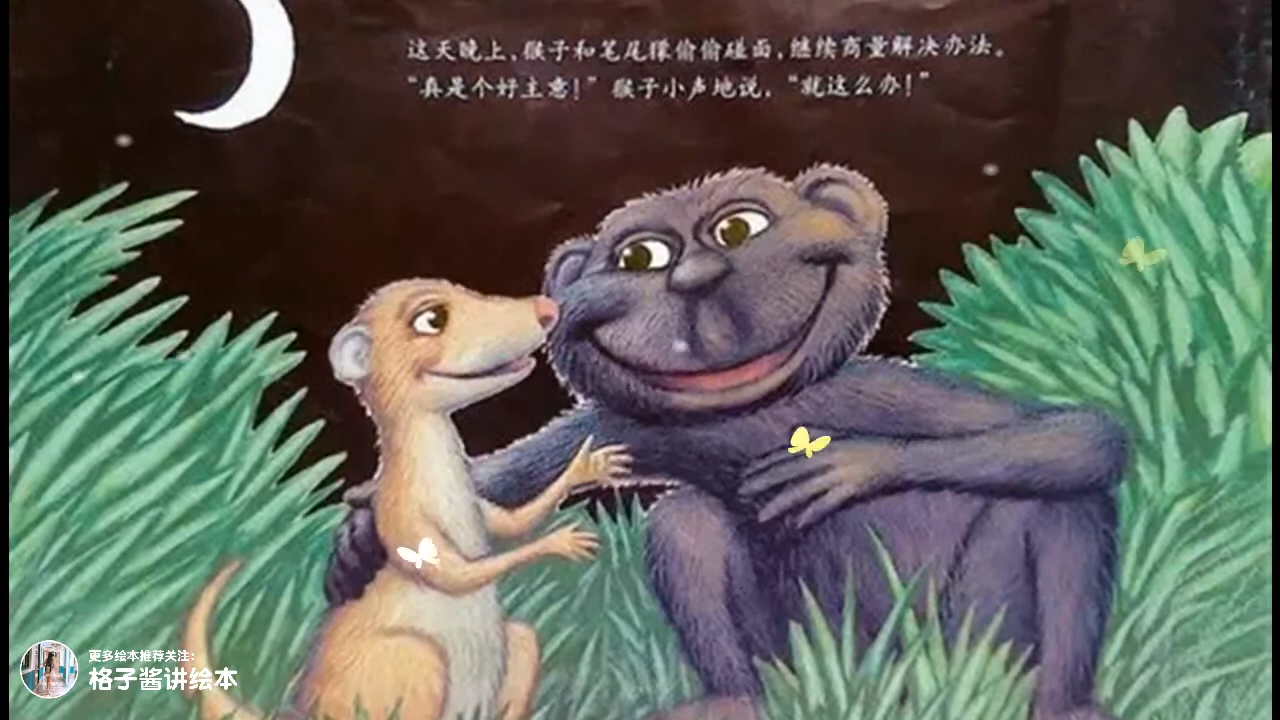 这天晚上，猴子和笔尾獴偷偷碰面，继续商量解决办法。
“真是个好主意！” 猴子小声地说，“就这么办！”
更多绘本推荐关注：
格子酱讲绘本